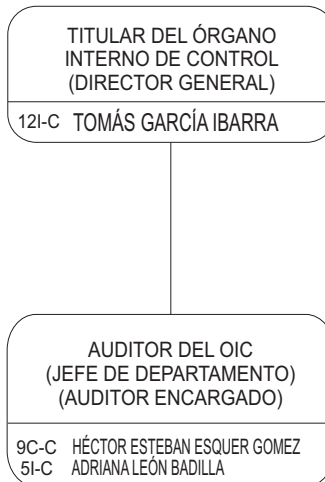 TITULAR DEL ÓRGANO
INTERNO DE CONTROL
(DIRECTOR GENERAL)
12I-C TOMÁS GARCÍA IBARRA
AUDITOR DEL OIC
(JEFE DE DEPARTAMENTO)
(AUDITOR ENCARGADO)
9C-C HÉCTOR ESTEBAN ESQUER GOMEZ
5I-C ADRIANA LEÓN BADILLA